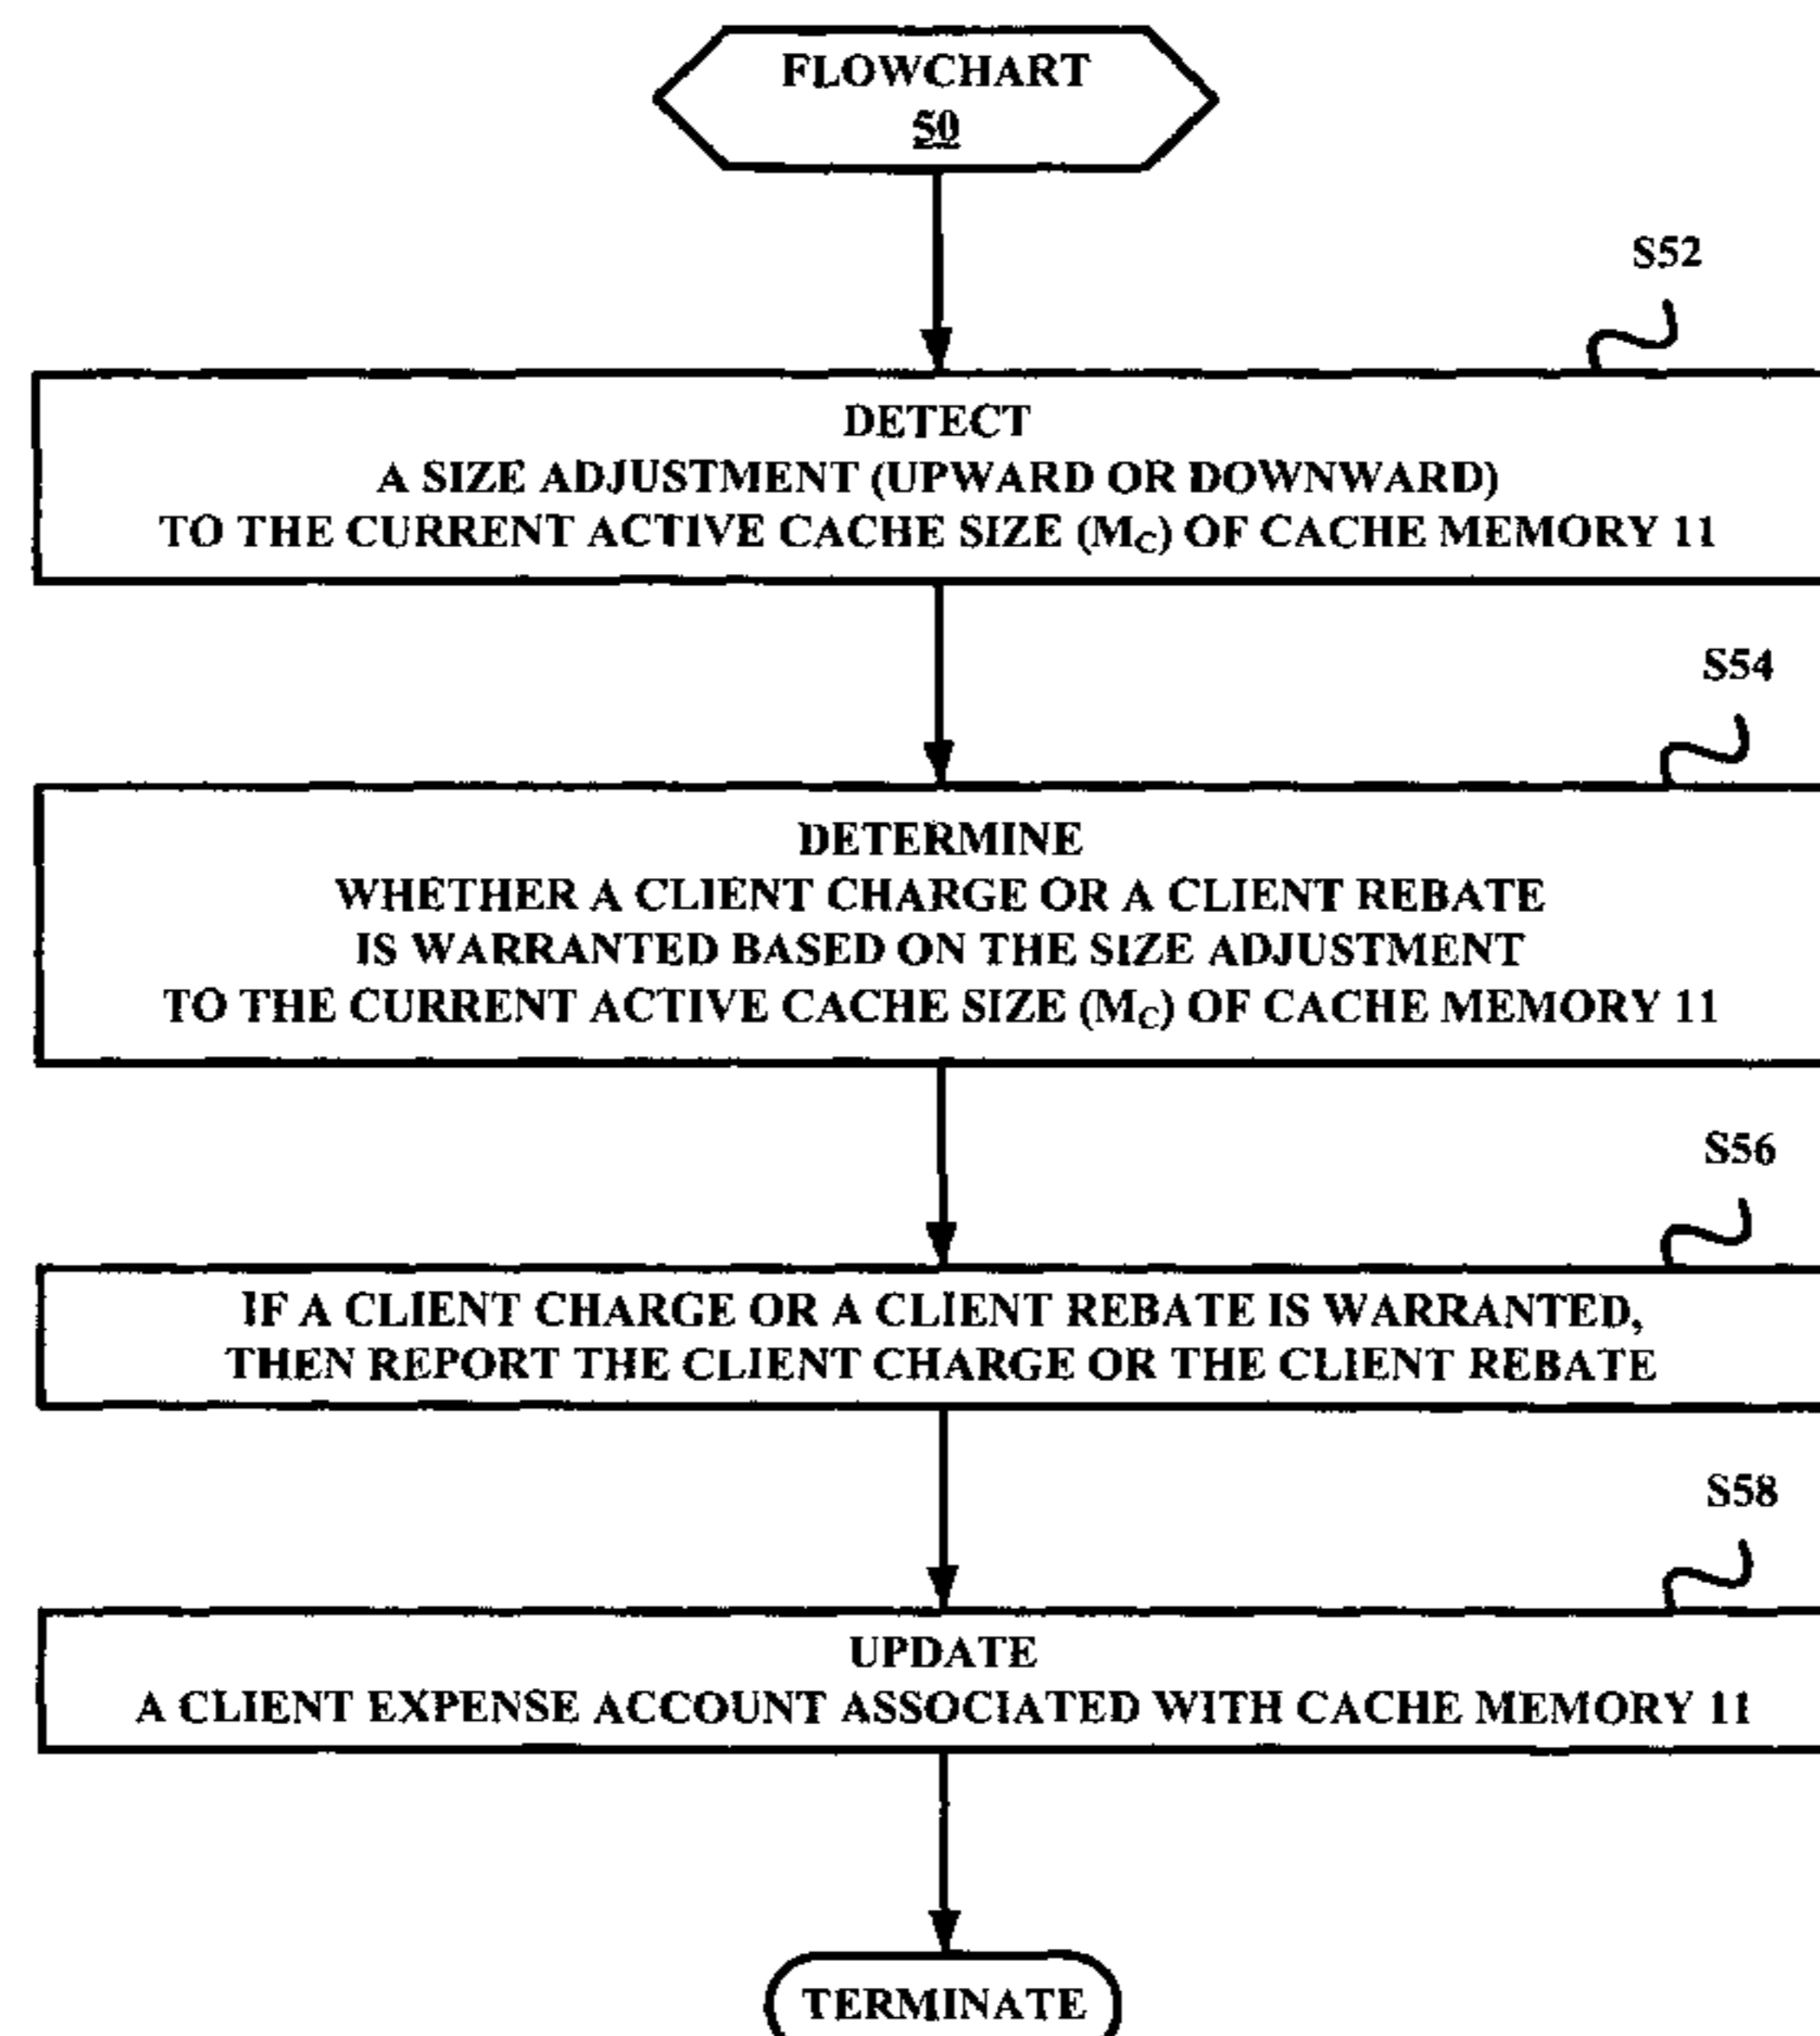 FLOWCHART
50
S52
DETECT
A SIZE ADJUSTMENT (UPWARD OR DOWNWARD)
TO THE CURRENT ACTIVE CACHE SIZE (MC) OF CACHE MEMORY 11
S54
DETERMINE
WHETHER A CLIENT CHARGE OR A CLIENT REBATE
IS WARRANTED BASED ON THE SIZE ADJUSTMENT
TO THE CURRENT ACTIVE CACHE SIZE (MC) OF CACHE MEMORY 11
S56
IF A CLIENT CHARGE OR A CLIENT REBATE IS WARRANTED,
THEN REPORT THE CLIENT CHARGE OR THE CLIENT REBATE
S58
UPDATE
A CLIENT EXPENSE ACCOUNT ASSOCIATED WITH CACHE MEMORY 11
TERMINATE